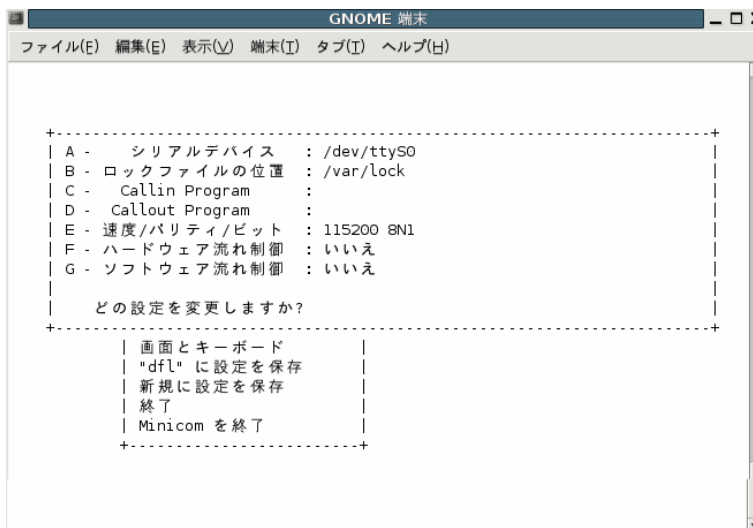 GNOME 端末
ファイル(F) 編集(E) 表示(V) 端末(T) タブ(T) ヘルプ(H)
A - シリアルデバイス : /dev/ttyS0
B - ロックファイルの位置 : /var/lock
C - Callin Program :
D - Callout Program :
E - 速度/パリティ/ビット : 115200 8N1
F - ハードウェア流れ制御 : いいえ
G - ソフトウェア流れ制御 : いいえ
どの設定を変更しますか?
画面とキーボード
"dfl" に設定を保存
新規に設定を保存
終了
Minicom を終了